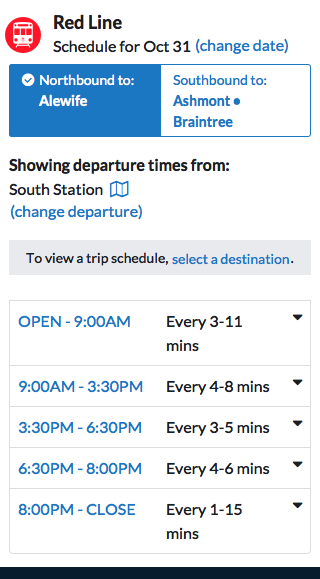 Red Line
Schedule for Oct 31 (change date)
Northbound to:
Alewife
Southbound to:
Ashmont •
Braintree
Showing departure times from:
South Station
(change departure)
To view a trip schedule, select a destination.
OPEN - 9:00AM Every 3-11
mins
9:00AM - 3:30PM Every 4-8 mins
3:30PM - 6:30PM Every 3-5 mins
6:30PM - 8:00PM Every 4-6 mins
8:00PM - CLOSE Every 1-15
mins